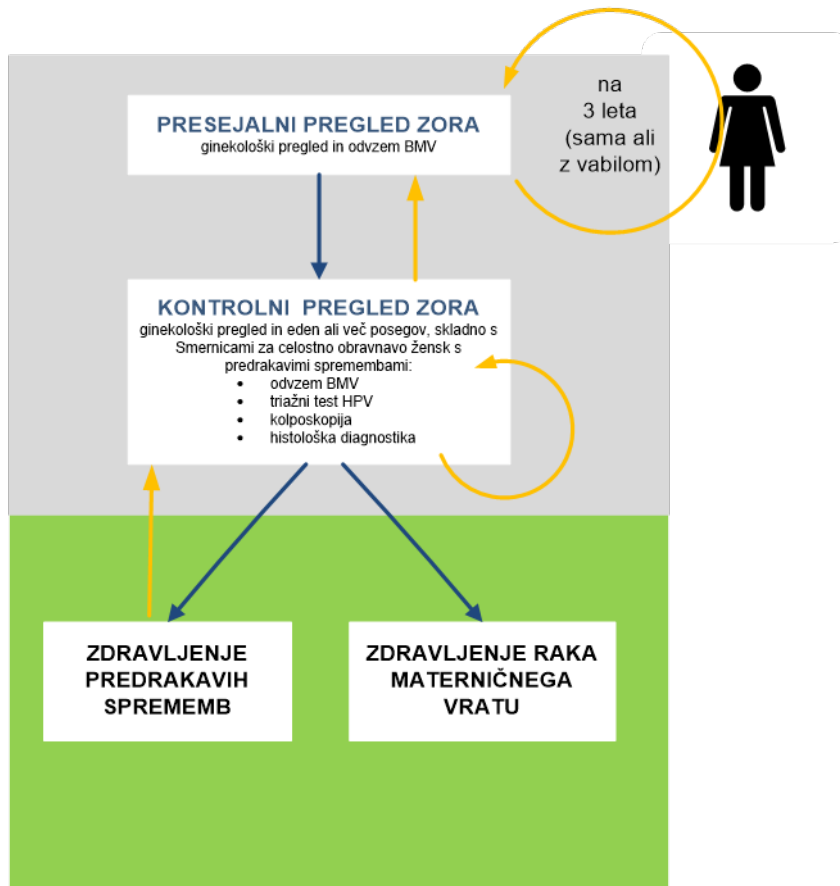 na
3 leta
(sama ali
z vabilom)
PRESEJALNI PREGLED ZORA
ginekološki pregled in odvzem BMV
KONTROLNI PREGLED ZORA
ginekološki pregled in eden ali več posegov, skladno s
Smernicami za celostno obravnavo žensk s
predrakavimi spremembami:
• odvzem BMV
• triažni test HPV
• kolposkopija
• histološka diagnostika
ZDRAVLJENJE
PREDRAKAVIH
SPREMEMB
ZDRAVLJENJE RAKA
MATERNIČNEGA
VRATU